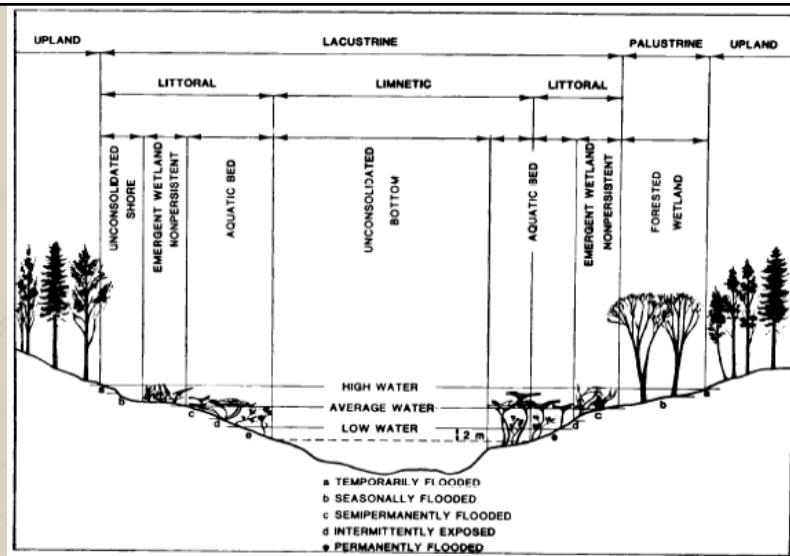 UPLAND LACUSTRINE PALUSTRINE UPLAND
LITTORAL LIMNETIC LITTORAL
UNCONSOLIDATED
SHORE
EMERGENT WETLAND
NONPERSISTENT
AQUATIC BED
UNCONSOLIDATED
BOTTOM
AQUATIC BED
EMERGENT WETLAND
NONPERSISTENT
FORESTED
WETLAND
HIGH WATER
AVERAGE WATER
LOW WATER
2 m
a
b
c
d
e
e
d
c
b
a
a TEMPORARILY FLOODED
b SEASONALLY FLOODED
c SEMIPERMANENTLY FLOODED
d INTERMITTENTLY EXPOSED
e PERMANENTLY FLOODED